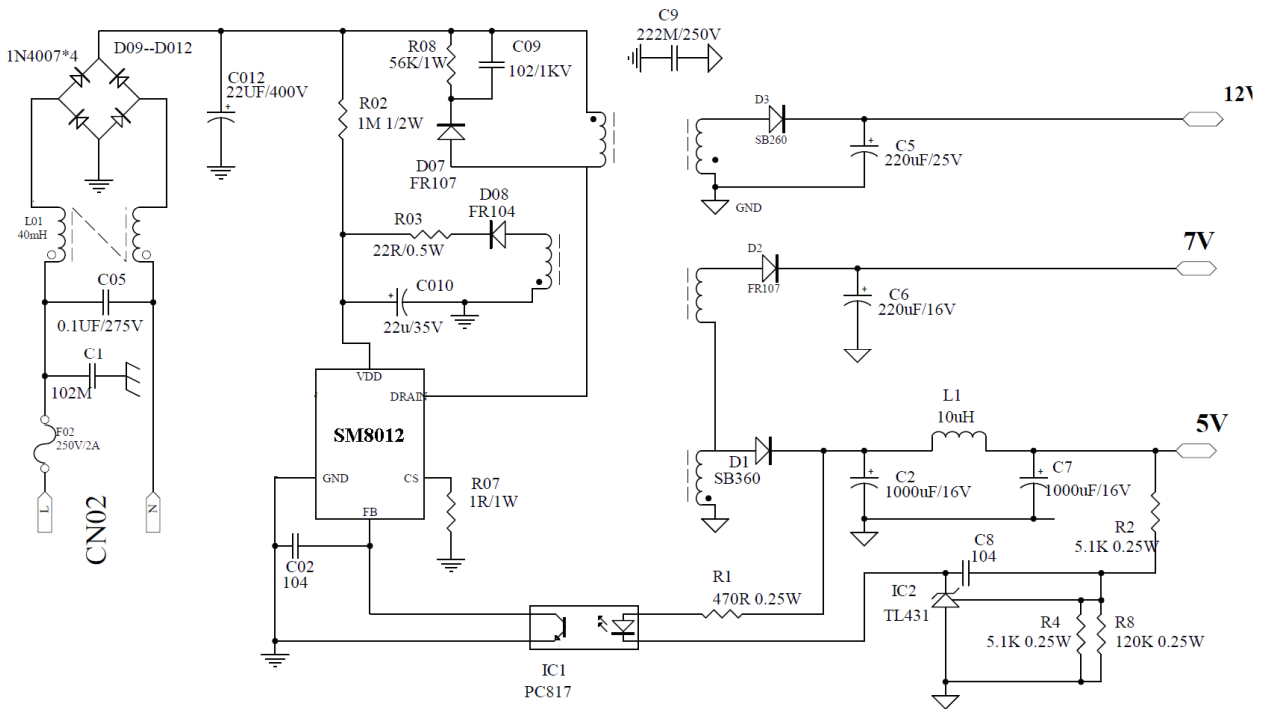 C9
222M/250V
1N4007*4
D09--D012
R08
56K/1W
C09
102/1KV
C012
22UF/400V
R02
1M 1/2W
D07
FR107
D3
SB260
12V
C5
220uF/25V
GND
L01
40mH
D08
FR104
R03
22R/0.5W
C010
22u/35V
D2
FR107
7V
C6
220uF/16V
C05
0.1UF/275V
C1
102M
F02
250V/2A
L
N
CN02
VDD
DRAIN
SM8012
GND
CS
FB
R07
1R/1W
C02
104
L1
10uH
5V
D1
SB360
C2
1000uF/16V
C7
1000uF/16V
R2
5.1K 0.25W
C8
104
IC2
TL431
R1
470R 0.25W
R4
5.1K 0.25W
R8
120K 0.25W
IC1
PC817